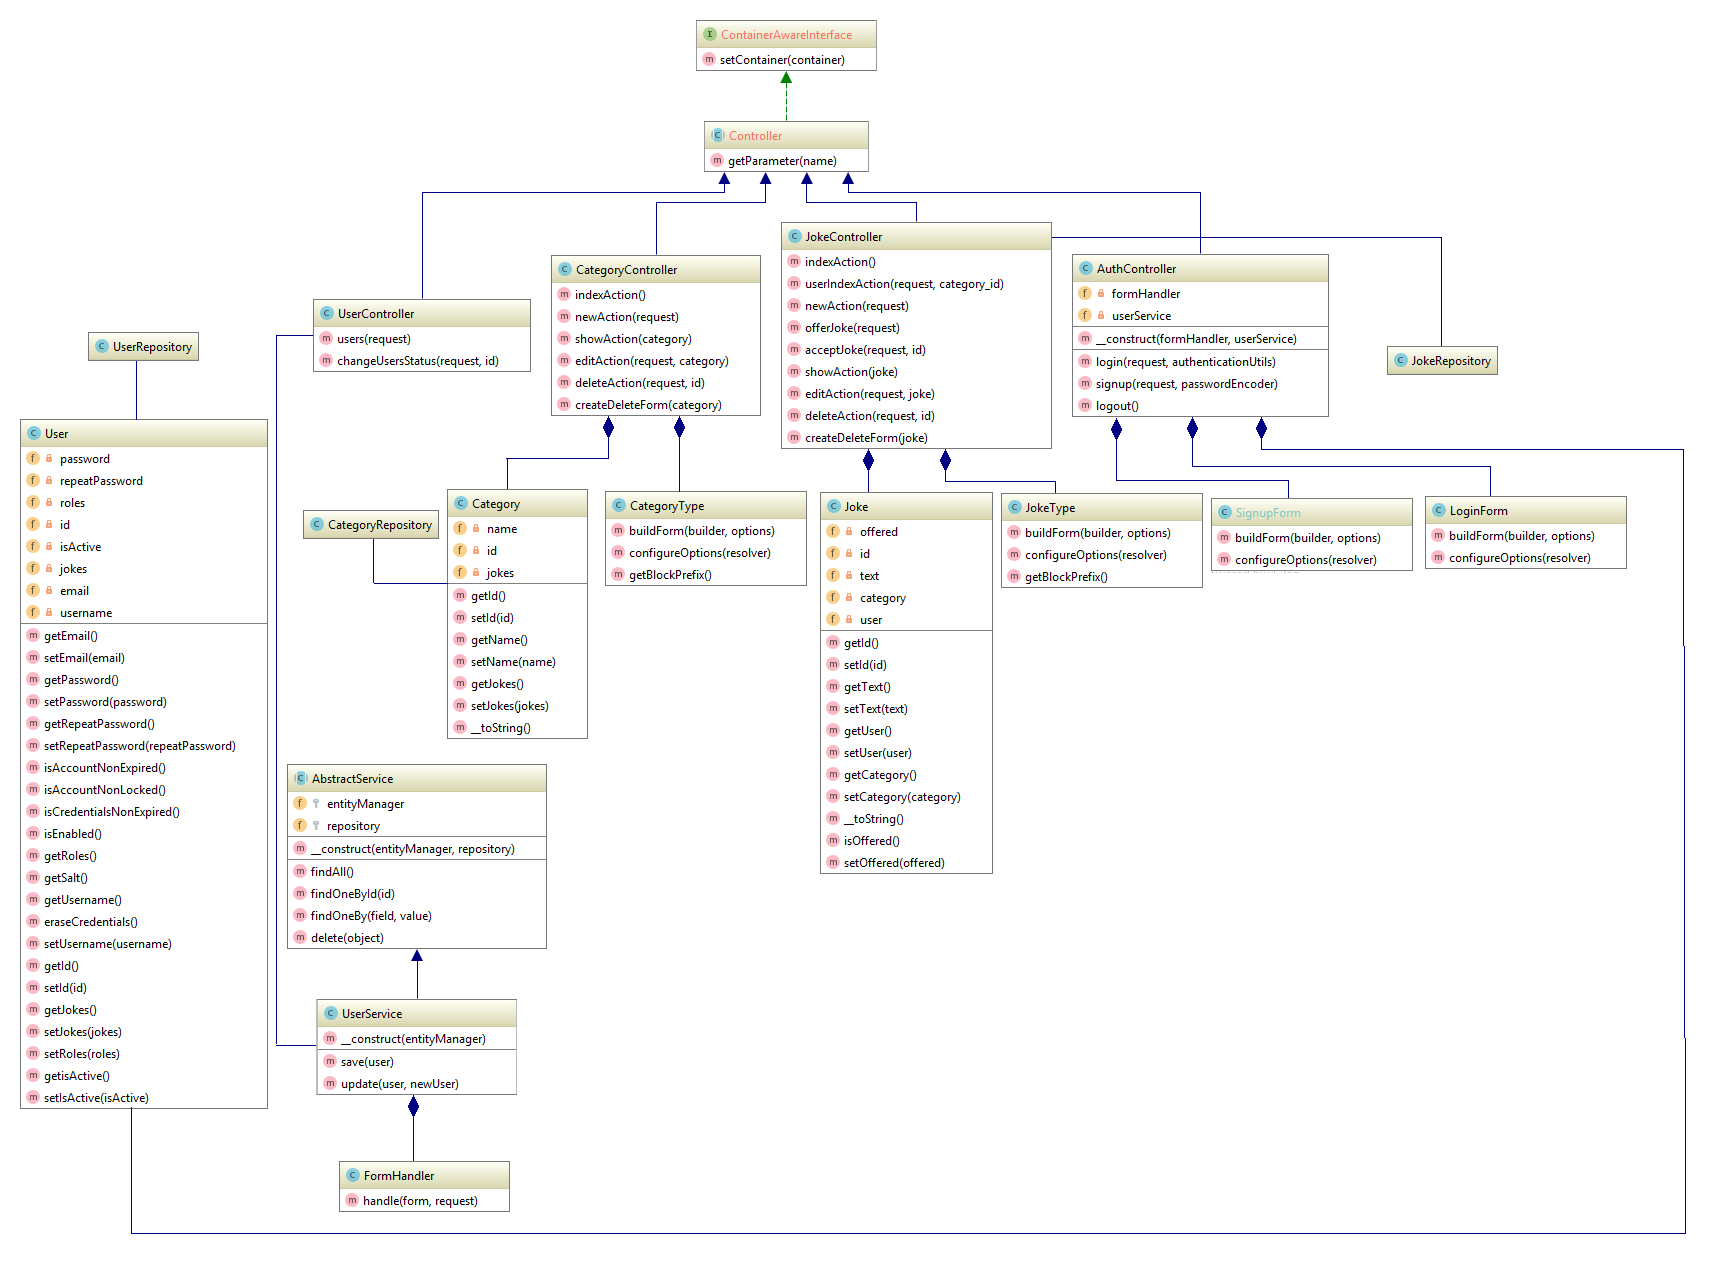 ContainerAwareInterface
setContainer(container)
Controller
getParameter(name)
UserController
users(request)
changeUsersStatus(request, id)
CategoryController
indexAction()
newAction(request)
showAction(category)
editAction(request, category)
deleteAction(request, id)
createDeleteForm(category)
JokeController
indexAction()
userIndexAction(request, category_id)
newAction(request)
offerJoke(request)
acceptJoke(request, id)
showAction(joke)
editAction(request, joke)
deleteAction(request, id)
createDeleteForm(joke)
AuthController
formHandler
userService
__construct(formHandler, userService)
login(request, authenticationUtils)
signup(request, passwordEncoder)
logout()
JokeRepository
UserRepository
User
password
repeatPassword
roles
id
isActive
jokes
email
username
getEmail()
setEmail(email)
getPassword()
setPassword(password)
getRepeatPassword()
setRepeatPassword(repeatPassword)
isAccountNonExpired()
isAccountNonLocked()
isCredentialsNonExpired()
isEnabled()
getRoles()
getSalt()
getUsername()
eraseCredentials()
setUsername(username)
getId()
setId(id)
getJokes()
setJokes(jokes)
setRoles(roles)
getisActive()
setIsActive(isActive)
CategoryRepository
Category
name
id
jokes
getId()
setId(id)
getName()
setName(name)
getJokes()
setJokes(jokes)
__toString()
CategoryType
buildForm(builder, options)
configureOptions(resolver)
getBlockPrefix()
Joke
offered
id
text
category
user
getId()
setId(id)
getText()
setText(text)
getUser()
setUser(user)
getCategory()
setCategory(category)
__toString()
isOffered()
setOffered(offered)
JokeType
buildForm(builder, options)
configureOptions(resolver)
getBlockPrefix()
SignupForm
buildForm(builder, options)
configureOptions(resolver)
LoginForm
buildForm(builder, options)
configureOptions(resolver)
AbstractService
entityManager
repository
__construct(entityManager, repository)
findAll()
findOneById(id)
findOneBy(field, value)
delete(object)
UserService
__construct(entityManager)
save(user)
update(user, newUser)
FormHandler
handle(form, request)